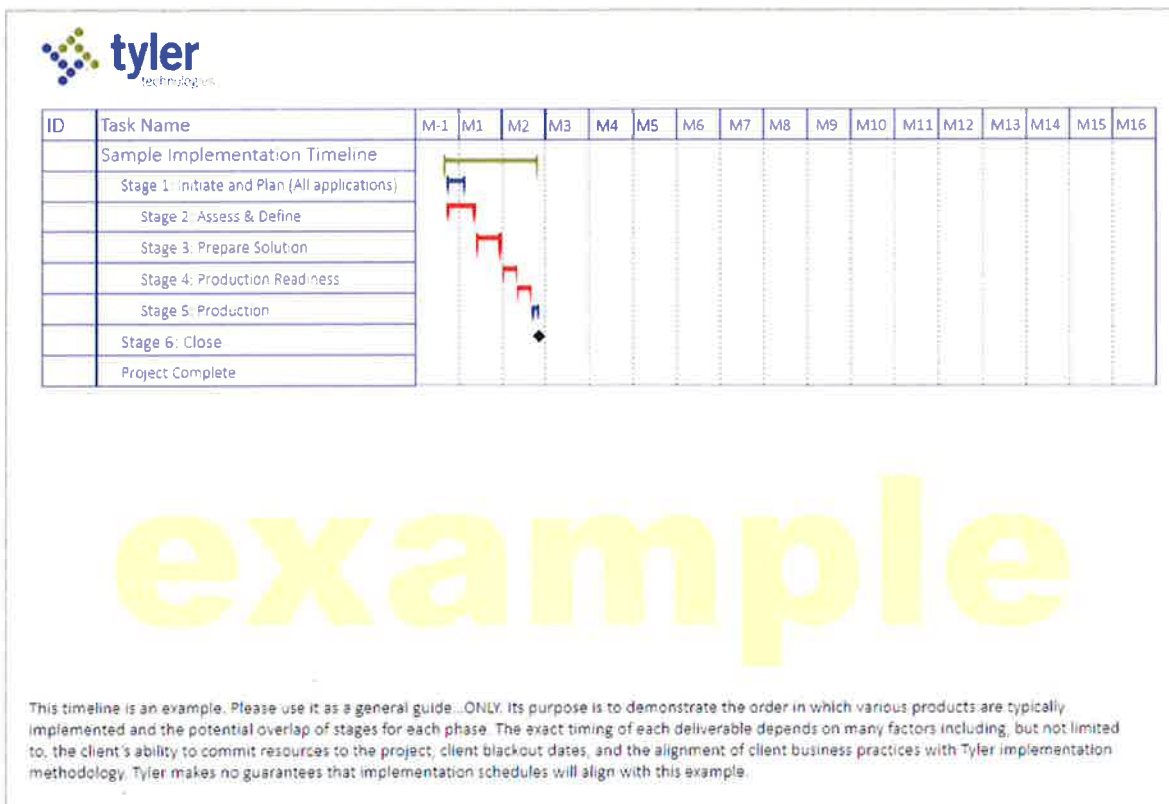 tyler
technologies
ID Task Name M-1 M1 M2 M3 M4 M5 M6 M7 M8 M9 M10 M11 M12 M13 M14 M15 M16
Sample Implementation Timeline
Stage 1: Initiate and Plan (All applications)
Stage 2: Assess & Define
Stage 3: Prepare Solution
Stage 4: Production Readiness
Stage 5: Production
Stage 6: Close
Project Complete
example
This timeline is an example. Please use it as a general guide...ONLY. Its purpose is to demonstrate the order in which various products are typically
implemented and the potential overlap of stages for each phase. The exact timing of each deliverable depends on many factors including, but not limited
to, the client's ability to commit resources to the project, client blackout dates, and the alignment of client business practices with Tyler implementation
methodology. Tyler makes no guarantees that implementation schedules will align with this example.